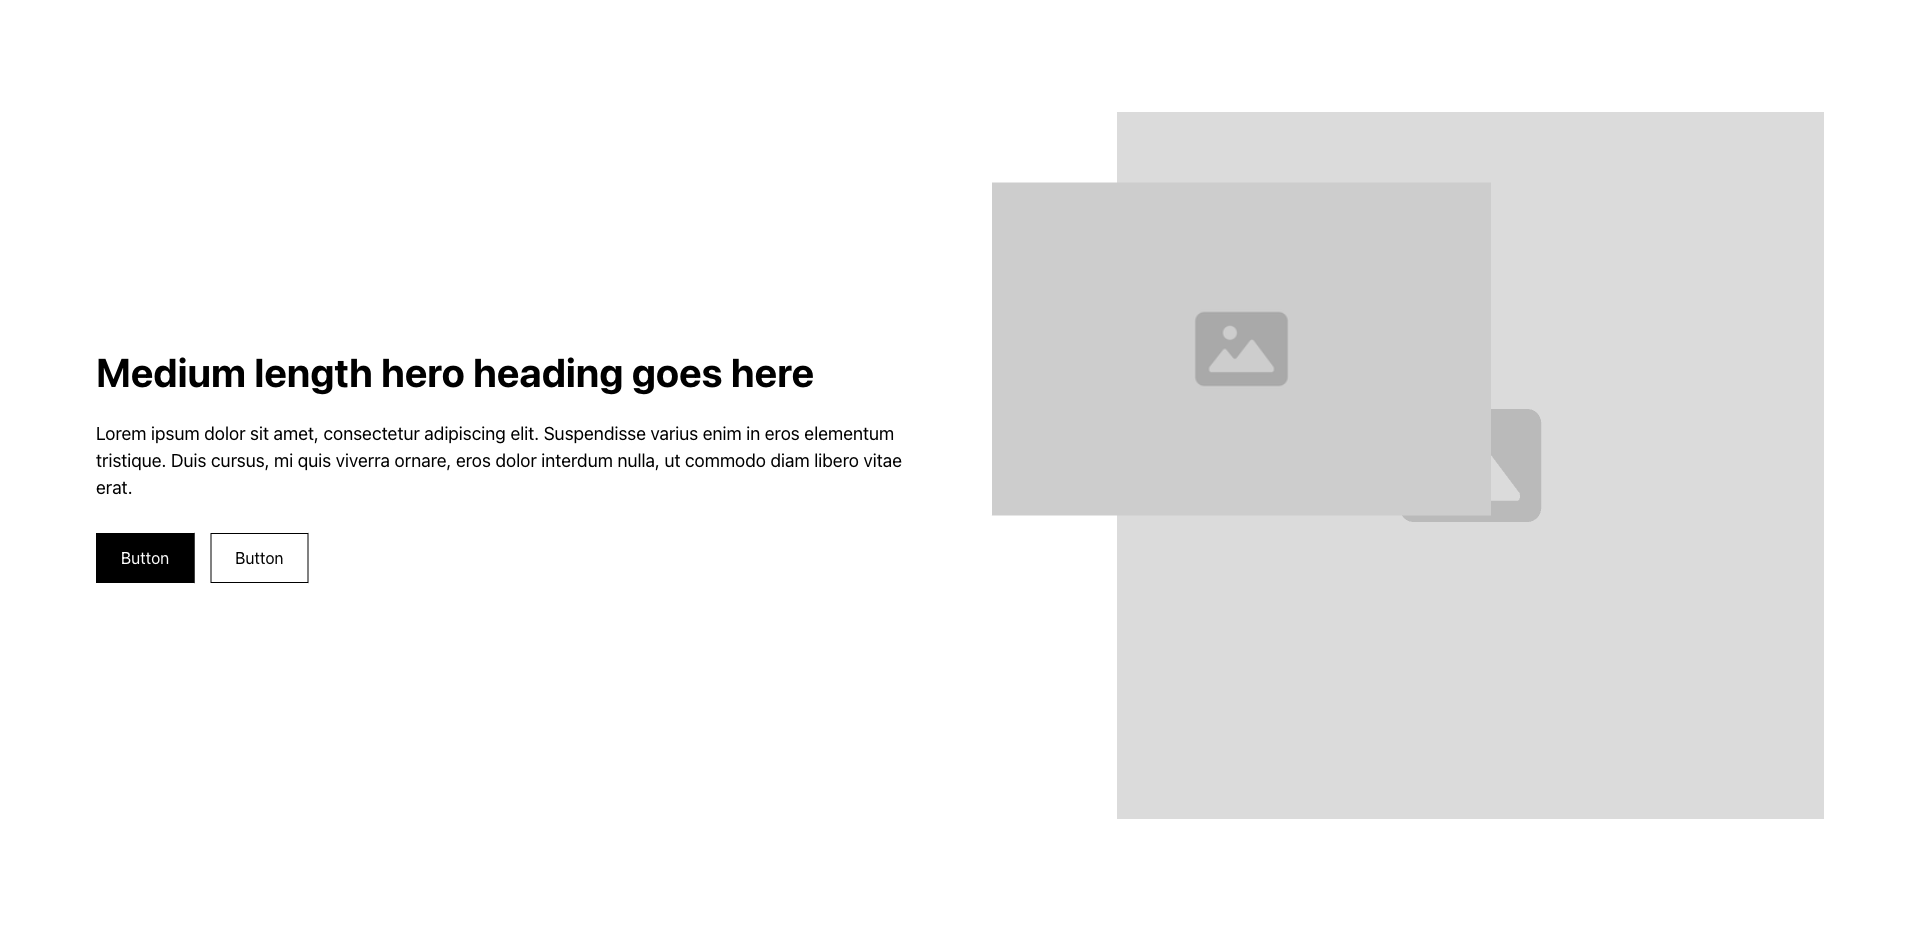 Medium length hero heading goes here
Lorem ipsum dolor sit amet, consectetur adipiscing elit. Suspendisse varius enim in eros elementum
tristique. Duis cursus, mi quis viverra ornare, eros dolor interdum nulla, ut commodo diam libero vitae
erat.
Button
Button